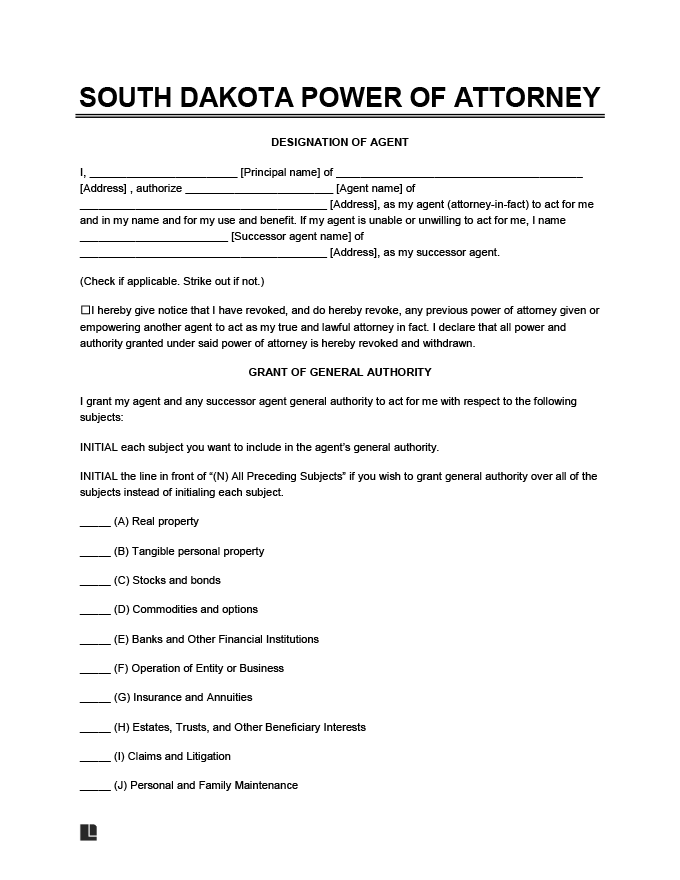 SOUTH DAKOTA POWER OF ATTORNEY
DESIGNATION OF AGENT
I, ________________________ [Principal name] of ________________________________________
[Address] , authorize ________________________ [Agent name] of
________________________________________ [Address], as my agent (attorney-in-fact) to act for me
and in my name and for my use and benefit. If my agent is unable or unwilling to act for me, I name
________________________ [Successor agent name] of
________________________________________ [Address], as my successor agent.
(Check if applicable. Strike out if not.)
☐I hereby give notice that I have revoked, and do hereby revoke, any previous power of attorney given or
empowering another agent to act as my true and lawful attorney in fact. I declare that all power and
authority granted under said power of attorney is hereby revoked and withdrawn.
GRANT OF GENERAL AUTHORITY
I grant my agent and any successor agent general authority to act for me with respect to the following
subjects:
INITIAL each subject you want to include in the agent's general authority.
INITIAL the line in front of “(N) All Preceding Subjects” if you wish to grant general authority over all of the
subjects instead of initialing each subject.
_____ (A) Real property
_____ (B) Tangible personal property
_____ (C) Stocks and bonds
_____ (D) Commodities and options
_____ (E) Banks and Other Financial Institutions
_____ (F) Operation of Entity or Business
_____ (G) Insurance and Annuities
_____ (H) Estates, Trusts, and Other Beneficiary Interests
_____ (I) Claims and Litigation
_____ (J) Personal and Family Maintenance